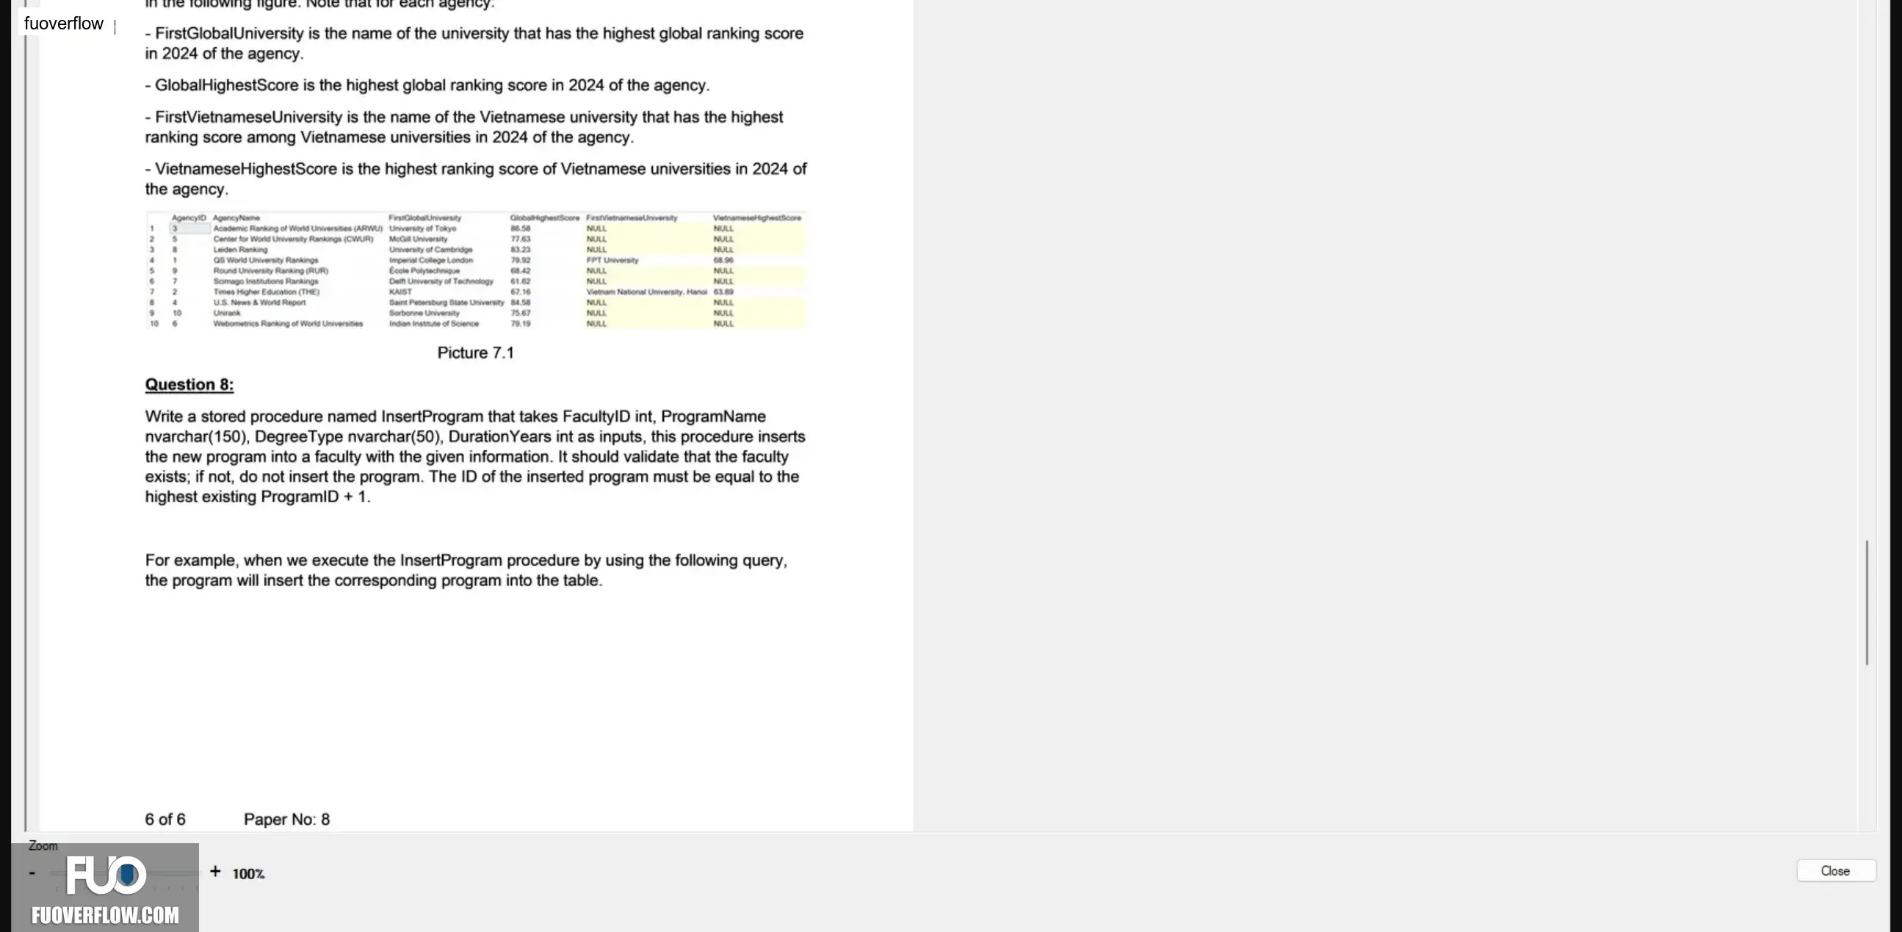 in the following figure. Note that for each agency:
fuoverflow
- FirstGlobalUniversity is the name of the university that has the highest global ranking score
in 2024 of the agency.
- GlobalHighestScore is the highest global ranking score in 2024 of the agency.
- FirstVietnameseUniversity is the name of the Vietnamese university that has the highest
ranking score among Vietnamese universities in 2024 of the agency.
- VietnameseHighestScore is the highest ranking score of Vietnamese universities in 2024 of
the agency.
AgencyID AgencyName FirstGlobalUniversity GlobalHighestScore FirstVietnameseUniversity VietnameseHighestScore
1 3 Academic Ranking of World Universities (ARWU) University of Tokyo 86.58 NULL NULL
2 5 Center for World University Rankings (CWUR) McGill University 77.63 NULL NULL
3 8 Leiden Ranking University of Cambridge 83.23 NULL NULL
4 1 QS World University Rankings Imperial College London 79.92 FPT University 68.96
5 9 Round University Ranking (RUR) École Polytechnique 68.42 NULL NULL
6 7 Scimago Institutions Rankings Delft University of Technology 61.62 NULL NULL
7 2 Times Higher Education (THE) KAIST 67.16 Vietnam National University, Hanoi 63.89
8 4 U.S. News & World Report Saint Petersburg State University 84.58 NULL NULL
9 10 Unirank Sorbonne University 75.67 NULL NULL
10 6 Webometrics Ranking of World Universities Indian Institute of Science 79.19 NULL NULL
Picture 7.1
Question 8:
Write a stored procedure named InsertProgram that takes FacultyID int, ProgramName
nvarchar(150), DegreeType nvarchar(50), DurationYears int as inputs, this procedure inserts
the new program into a faculty with the given information. It should validate that the faculty
exists; if not, do not insert the program. The ID of the inserted program must be equal to the
highest existing ProgramID + 1.
For example, when we execute the InsertProgram procedure by using the following query,
the program will insert the corresponding program into the table.
6 of 6 Paper No: 8
Zoom
- + 100%
Close
FUO
FUOVERFLOW.COM